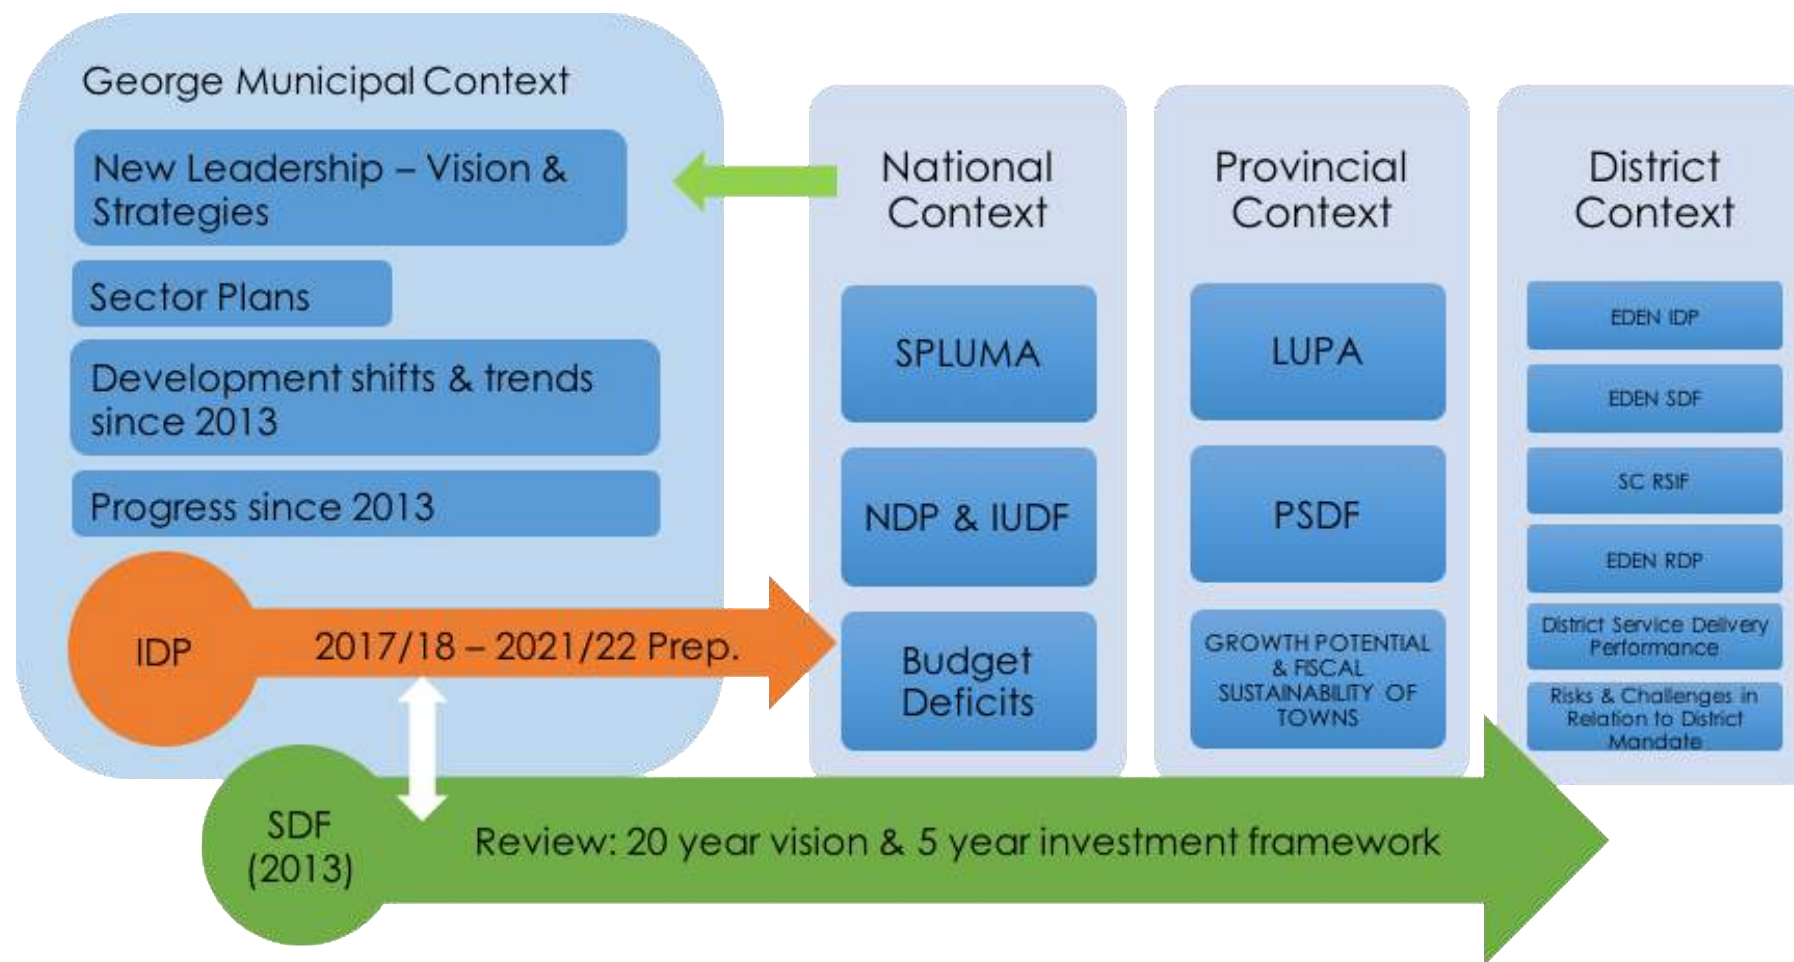 George Municipal Context
New Leadership – Vision &
Strategies
Sector Plans
Development shifts & trends
since 2013
Progress since 2013
IDP
2017/18 – 2021/22 Prep.
SDF
(2013)
Review: 20 year vision & 5 year investment framework
National
Context
SPLUMA
NDP & IUDF
Budget
Deficits
Provincial
Context
LUPA
PSDF
GROWTH POTENTIAL
& FISCAL
SUSTAINABILITY OF
TOWNS
District
Context
EDEN IDP
EDEN SDF
SC RSIF
EDEN RDP
District Service Delivery
Performance
Risks & Challenges in
Relation to District
Mandate